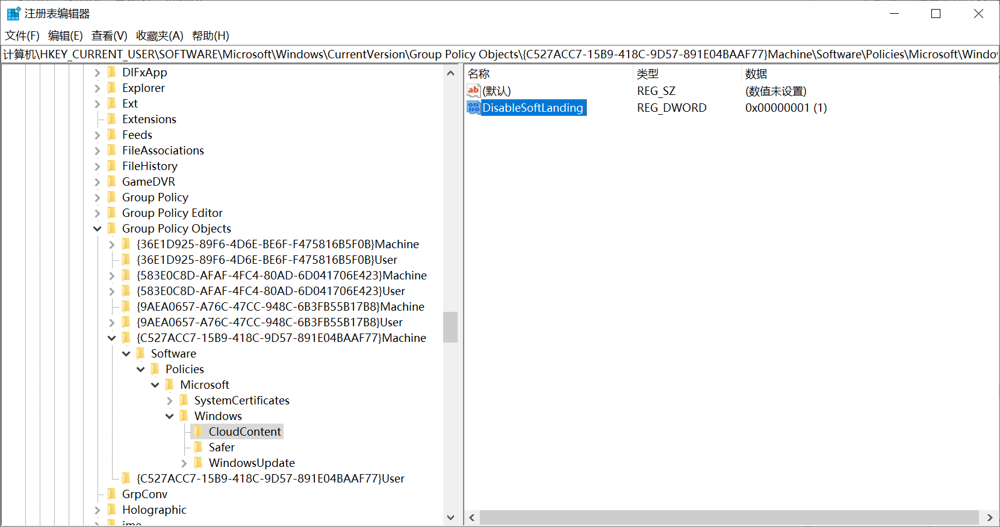 注册表编辑器
文件(F) 编辑(E) 查看(V) 收藏夹(A) 帮助(H)
计算机\HKEY_CURRENT_USER\SOFTWARE\Microsoft\Windows\CurrentVersion\Group Policy Objects\{C527ACC7-15B9-418C-9D57-891E04BAAF77}Machine\Software\Policies\Microsoft\Windo
DIFxApp
Explorer
Ext
Extensions
Feeds
FileAssociations
FileHistory
GameDVR
Group Policy
Group Policy Editor
Group Policy Objects
{36E1D925-89F6-4D6E-BE6F-F475816B5F0B}Machine
{36E1D925-89F6-4D6E-BE6F-F475816B5F0B}User
{583E0C8D-AFAF-4FC4-80AD-6D041706E423}Machine
{583E0C8D-AFAF-4FC4-80AD-6D041706E423}User
{9AEA0657-A76C-47CC-948C-6B3FB55B17B8}Machine
{9AEA0657-A76C-47CC-948C-6B3FB55B17B8}User
{C527ACC7-15B9-418C-9D57-891E04BAAF77}Machine
Software
Policies
Microsoft
SystemCertificates
Windows
CloudContent
Safer
WindowsUpdate
{C527ACC7-15B9-418C-9D57-891E04BAAF77}User
GrpConv
Holographic
ime
名称 类型 数据
(默认) REG_SZ (数值未设置)
DisableSoftLanding REG_DWORD 0x00000001 (1)